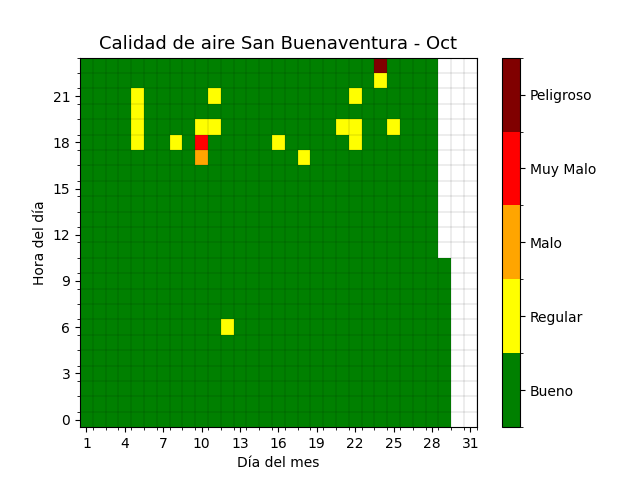 Calidad de aire San Buenaventura - Oct
Hora del día
21
18
15
12
9
6
3
0
1 4 7 10 13 16 19 22 25 28 31
Día del mes
Peligroso
Muy Malo
Malo
Regular
Bueno